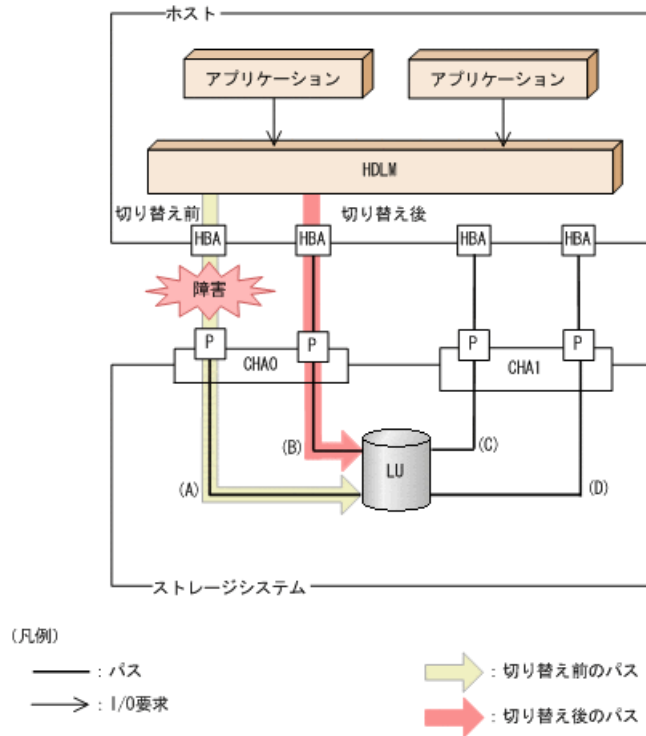 ホスト
アプリケーション アプリケーション
HDLM
切り替え前 切り替え後
HBA HBA HBA HBA
障害
P P P P
CHA0 CHA1
(B) LU (C)
(A) (D)
ストレージシステム
(凡例)
: パス : 切り替え前のパス
: I/O要求 : 切り替え後のパス